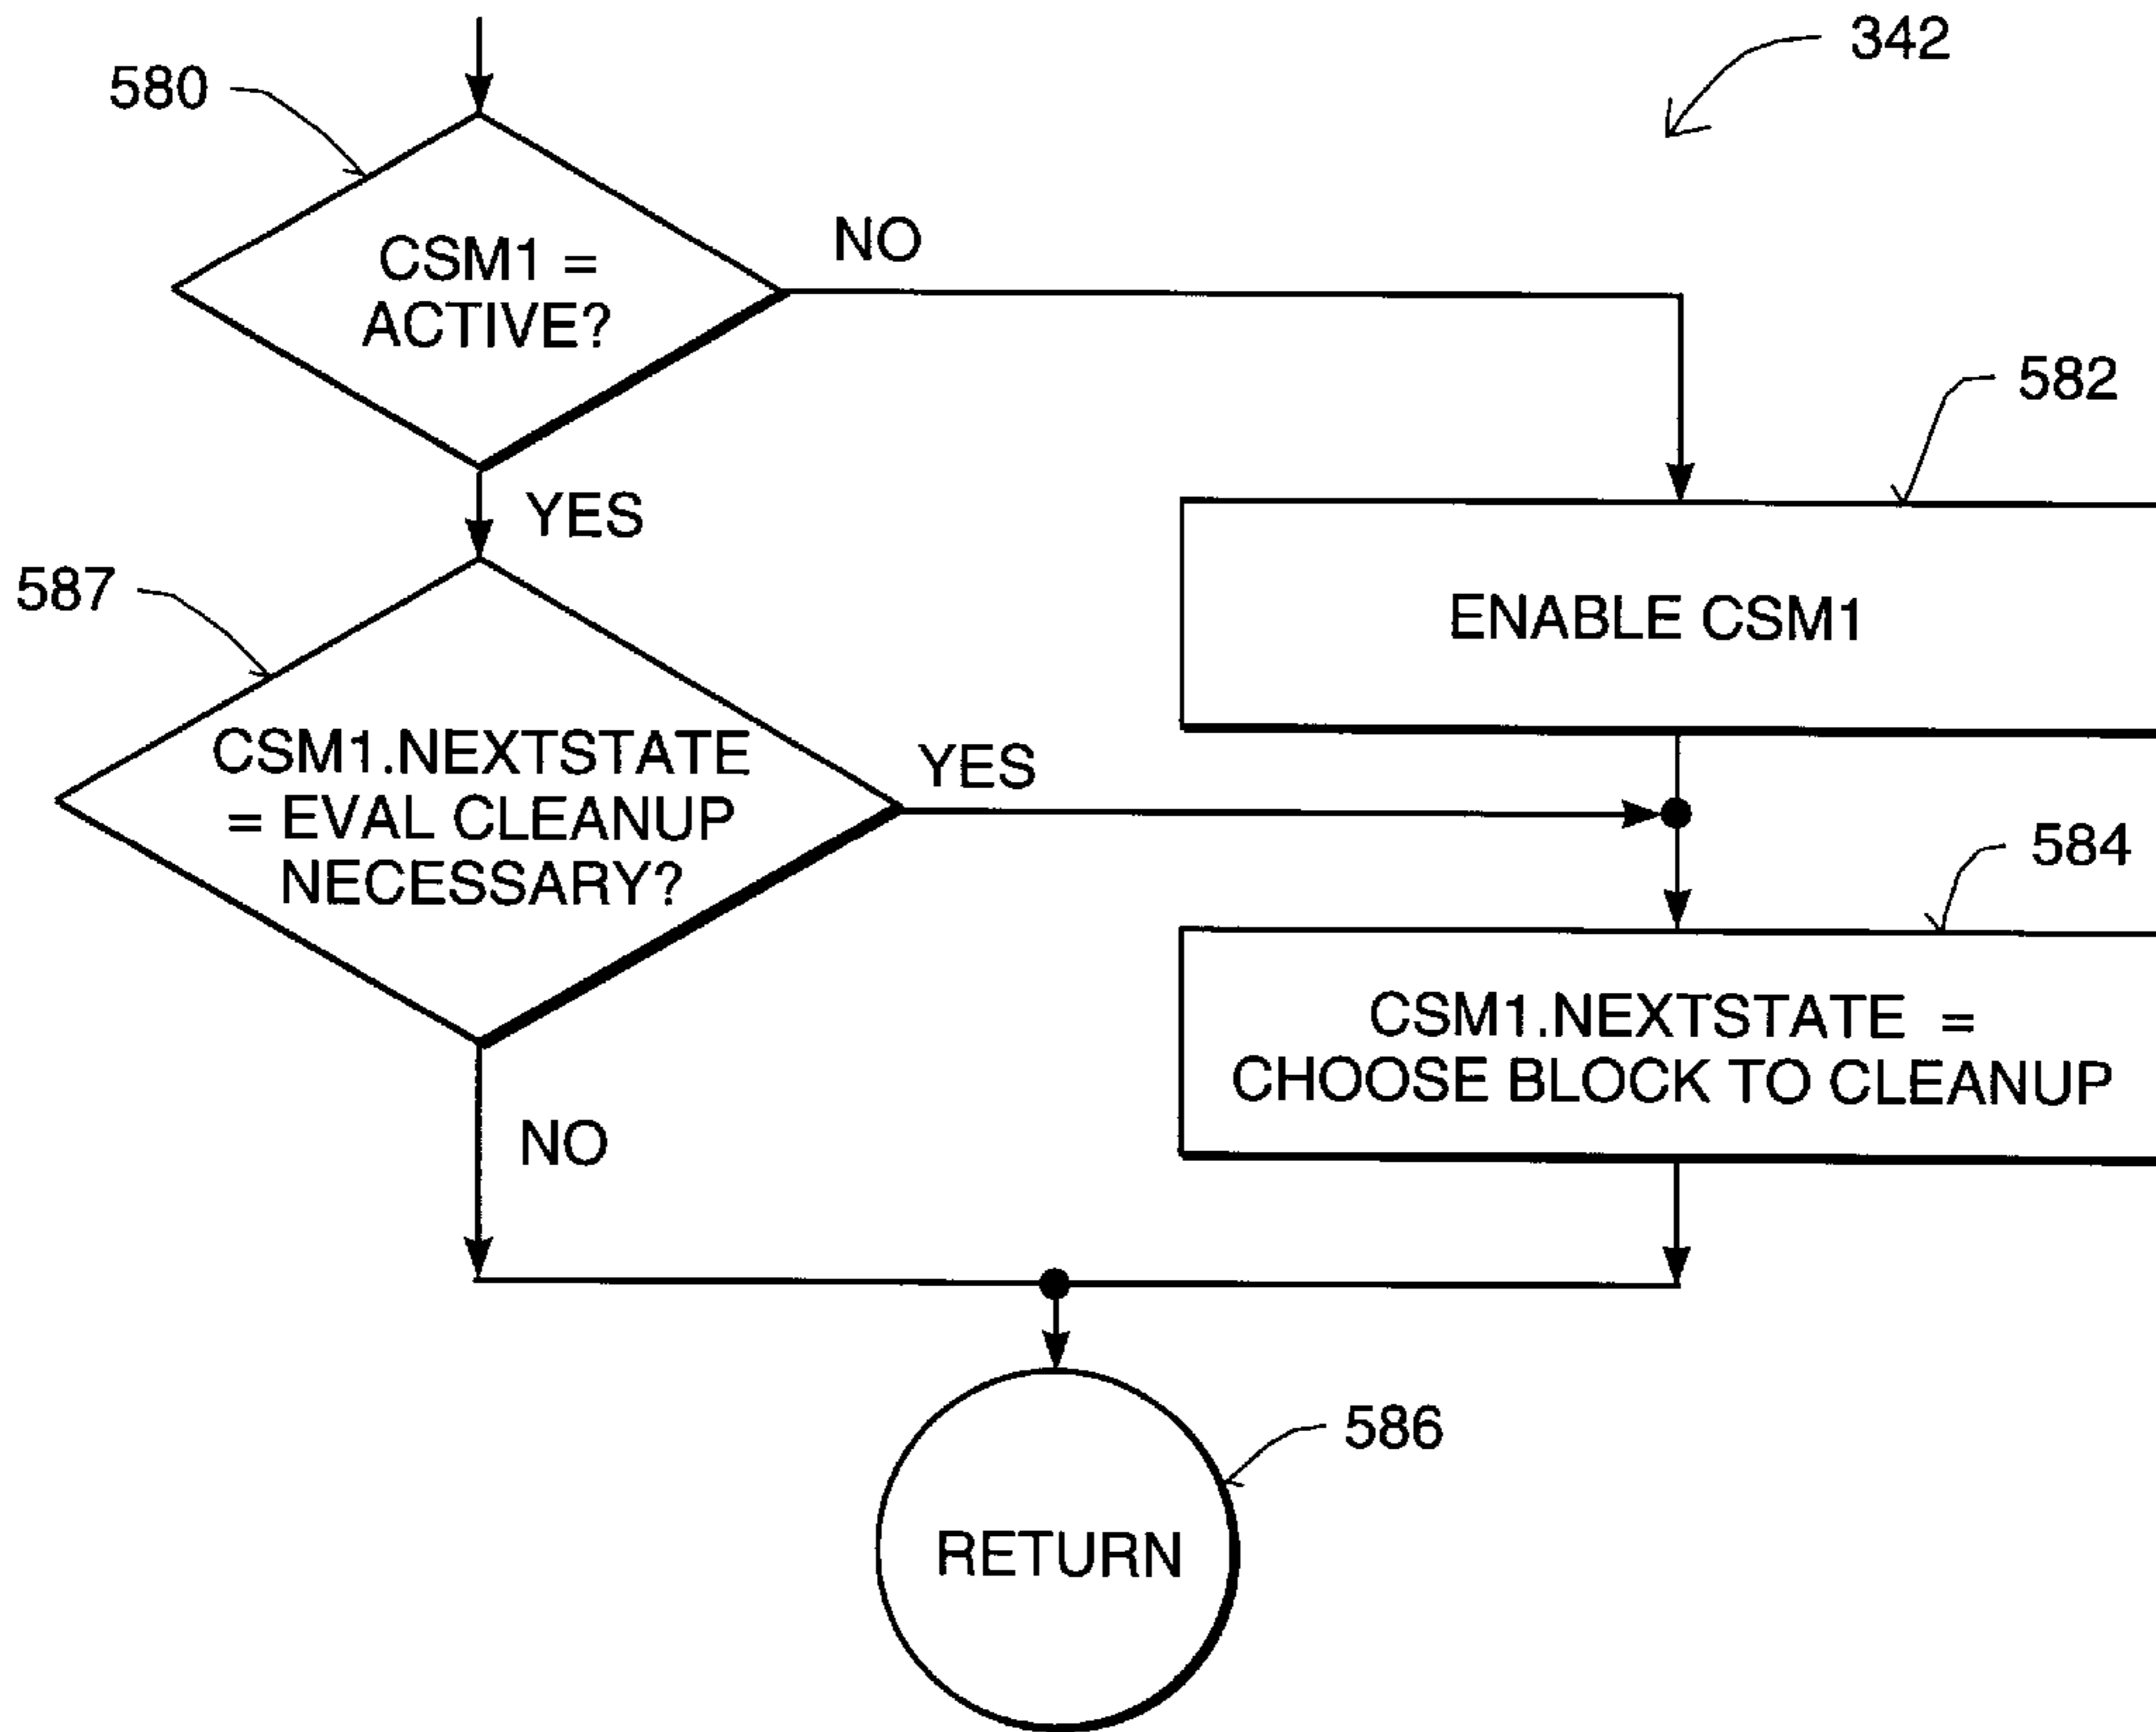 342
580
CSM1 =
ACTIVE?
NO
582
YES
ENABLE CSM1
587
CSM1.NEXTSTATE
= EVAL CLEANUP
NECESSARY?
YES
584
CSM1.NEXTSTATE =
CHOOSE BLOCK TO CLEANUP
NO
586
RETURN